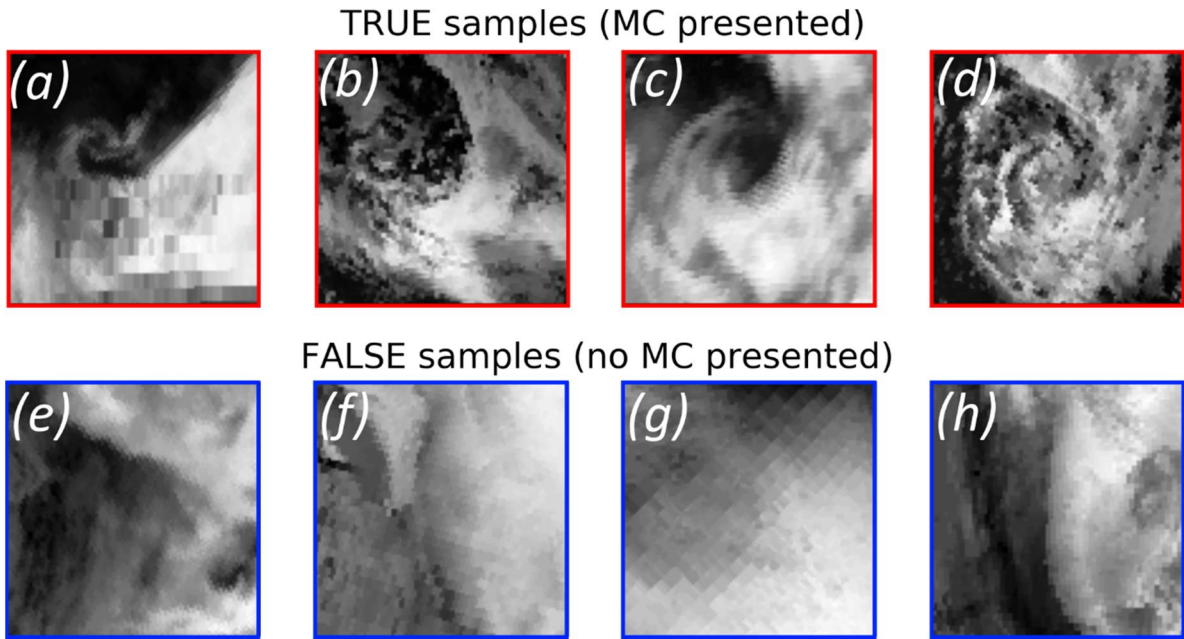 TRUE samples (MC presented)
(a) (b) (c) (d)
FALSE samples (no MC presented)
(e) (f) (g) (h)